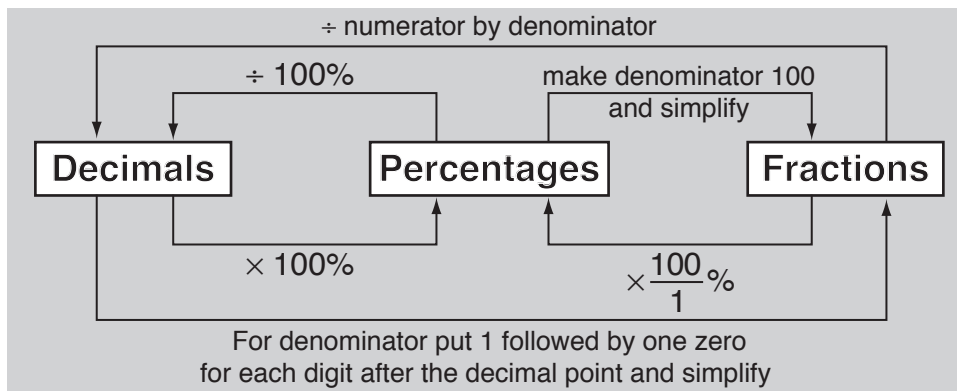 ÷ numerator by denominator
÷ 100%
make denominator 100
and simplify
Decimals
Percentages
Fractions
× 100%
× 100/1 %
For denominator put 1 followed by one zero
for each digit after the decimal point and simplify